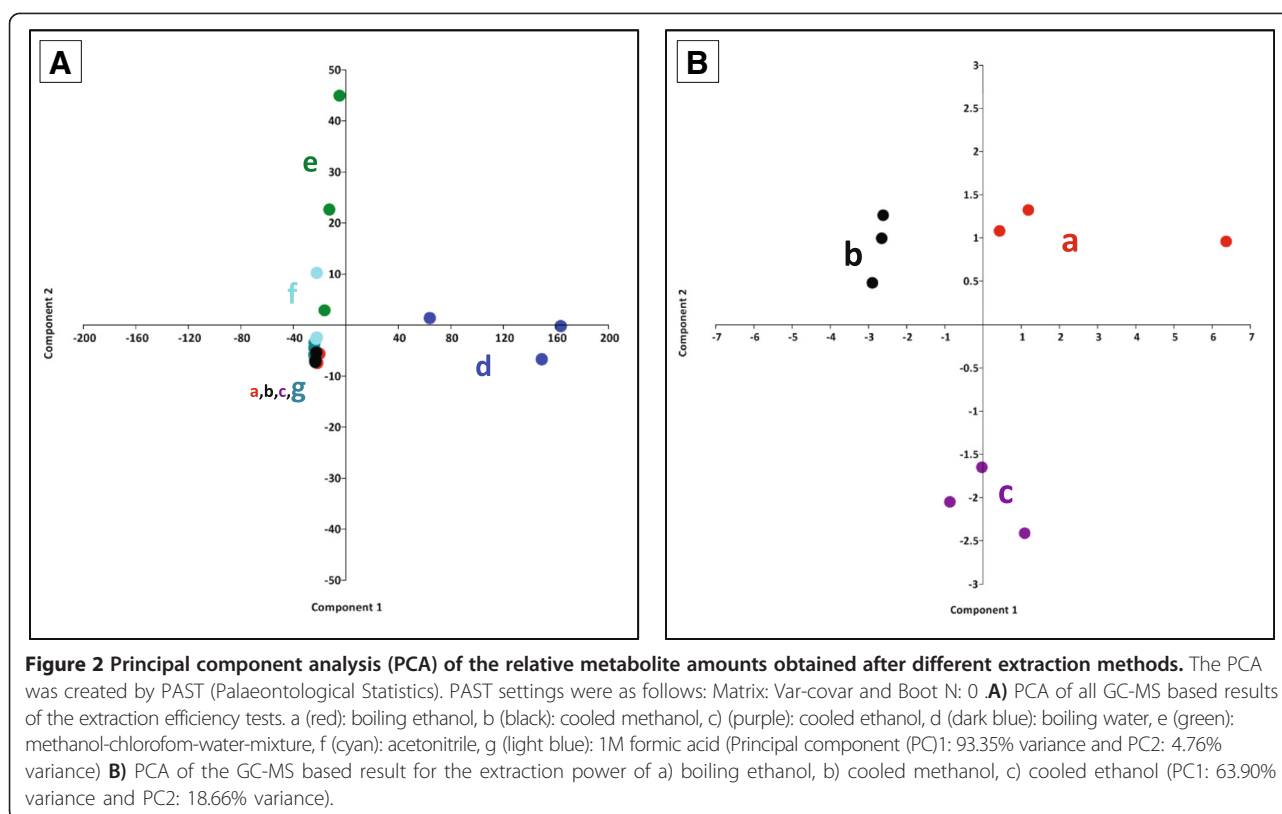 A
50
40
30
20
10
-10
-20
-30
-40
-50
-200
-160
-120
-80
-40
40
80
120
160
200
Component 2
Component 1
e
f
d
a,b,c,g
B
3
2.5
2
1.5
1
0.5
-0.5
-1
-1.5
-2
-2.5
-3
-7
-6
-5
-4
-3
-2
-1
0
1
2
3
4
5
6
7
Component 2
Component 1
b
a
c
Figure 2 Principal component analysis (PCA) of the relative metabolite amounts obtained after different extraction methods. The PCA
was created by PAST (Palaeontological Statistics). PAST settings were as follows: Matrix: Var-covar and Boot N: 0 .A) PCA of all GC-MS based results
of the extraction efficiency tests. a (red): boiling ethanol, b (black): cooled methanol, c) (purple): cooled ethanol, d (dark blue): boiling water, e (green):
methanol-chlorofom-water-mixture, f (cyan): acetonitrile, g (light blue): 1M formic acid (Principal component (PC)1: 93.35% variance and PC2: 4.76%
variance) B) PCA of the GC-MS based result for the extraction power of a) boiling ethanol, b) cooled methanol, c) cooled ethanol (PC1: 63.90%
variance and PC2: 18.66% variance).